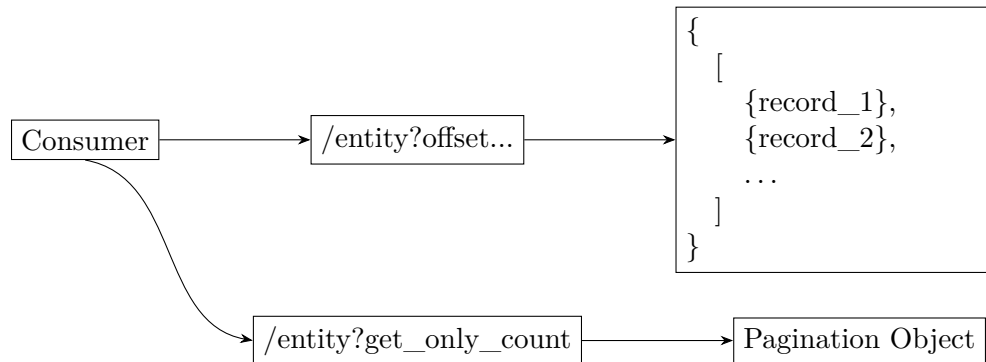 Consumer
/entity?offset...
{
[
{record_1},
{record_2},
...
]
}
/entity?get_only_count
Pagination Object